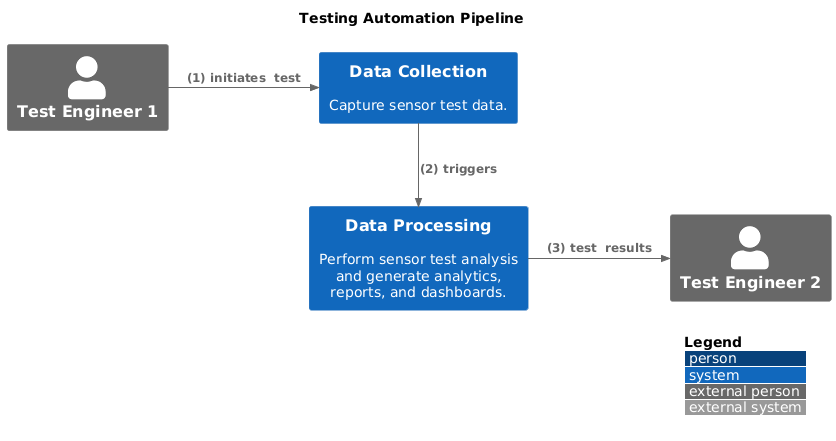 Testing Automation Pipeline
Test Engineer 1
(1) initiates  test
Data Collection
Capture sensor test data.
(2) triggers
Data Processing
Perform sensor test analysis
and generate analytics,
reports, and dashboards.
(3) test  results
Test Engineer 2
Legend
person
system
external person
external system